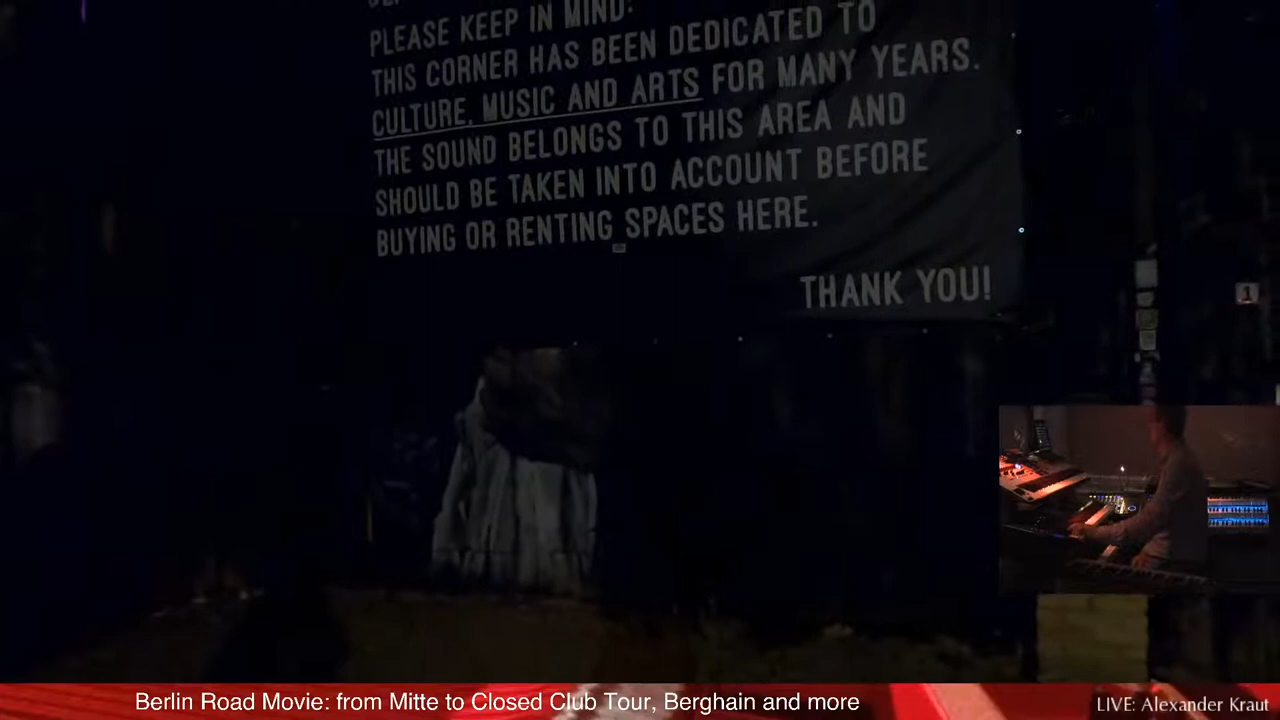 PLEASE KEEP IN MIND:
THIS CORNER HAS BEEN DEDICATED TO
CULTURE, MUSIC AND ARTS FOR MANY YEARS.
THE SOUND BELONGS TO THIS AREA AND
SHOULD BE TAKEN INTO ACCOUNT BEFORE
BUYING OR RENTING SPACES HERE.
THANK YOU!
1
Berlin Road Movie: from Mitte to Closed Club Tour, Berghain and more
LIVE: Alexander Kraut